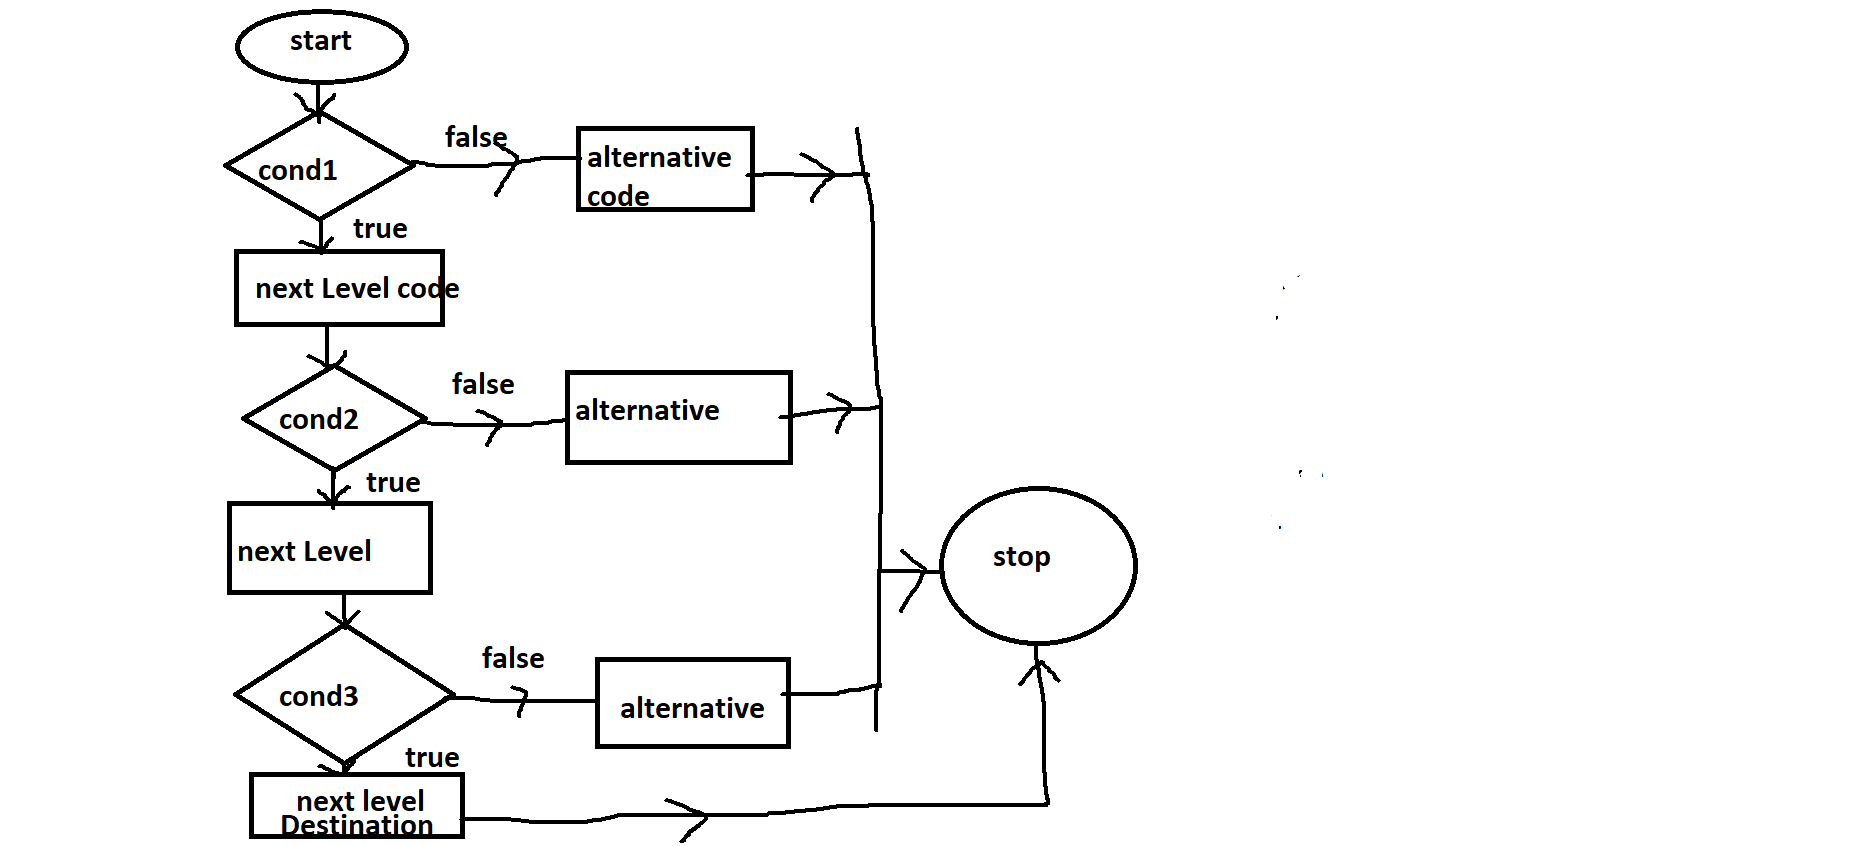 start
cond1
false
alternative
code
true
next Level code
cond2
false
alternative
true
next Level
stop
cond3
false
alternative
true
next level
Destination